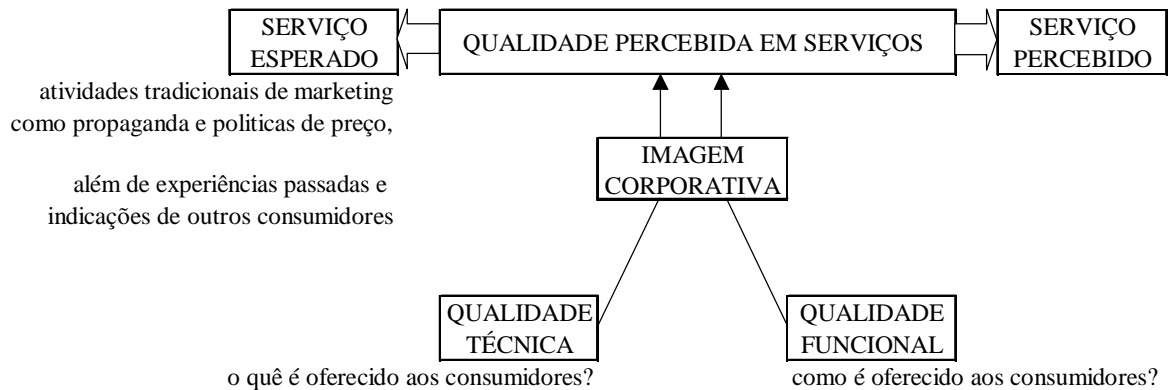 SERVIÇO
ESPERADO
QUALIDADE PERCEBIDA EM SERVIÇOS
SERVIÇO
PERCEBIDO
atividades tradicionais de marketing
como propaganda e politicas de preço,
além de experiências passadas e
indicações de outros consumidores
IMAGEM
CORPORATIVA
QUALIDADE
TÉCNICA
QUALIDADE
FUNCIONAL
o quê é oferecido aos consumidores?
como é oferecido aos consumidores?